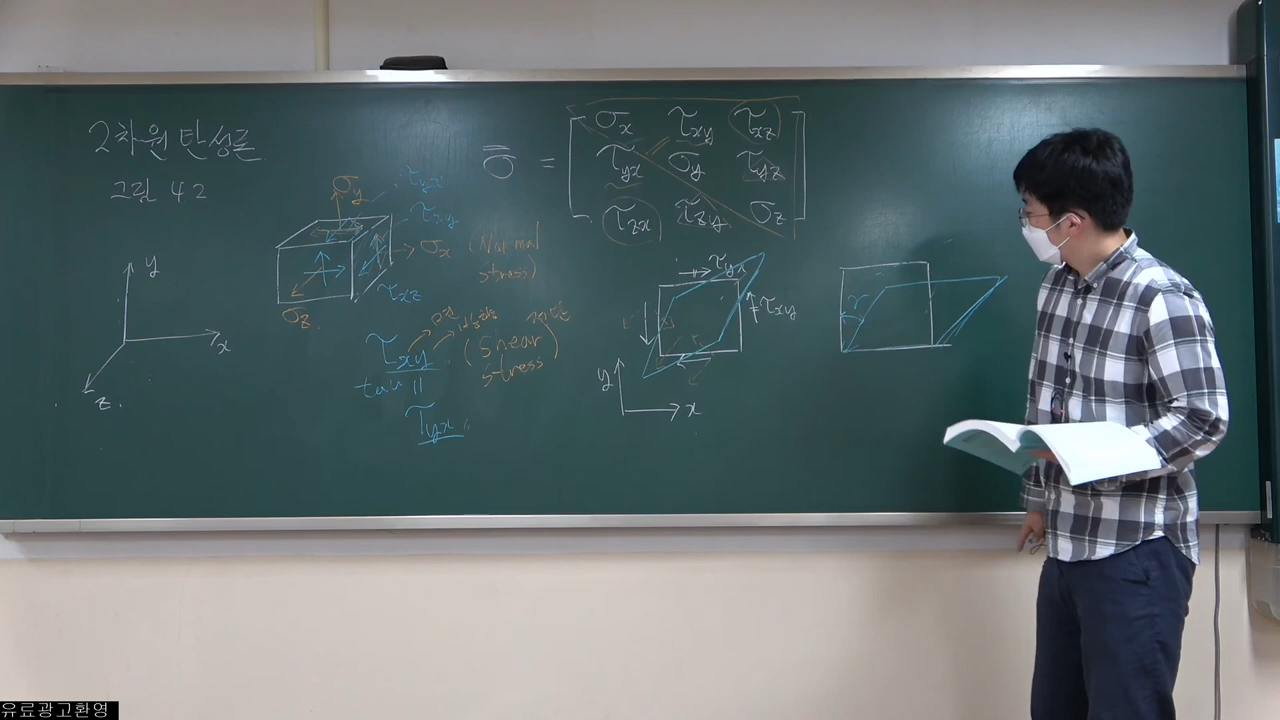 2차원 탄성론
그림 4.2
y
x
z
σy
τyx
τxy
σx (Normal
stress)
τxz
σz
τxy
(Shear
stress)
tau
τyx
σ =
σx τxy τxz
τyx σy τyz
τzx τzy σz
τyx
τxy
y
x
r
유료광고환영